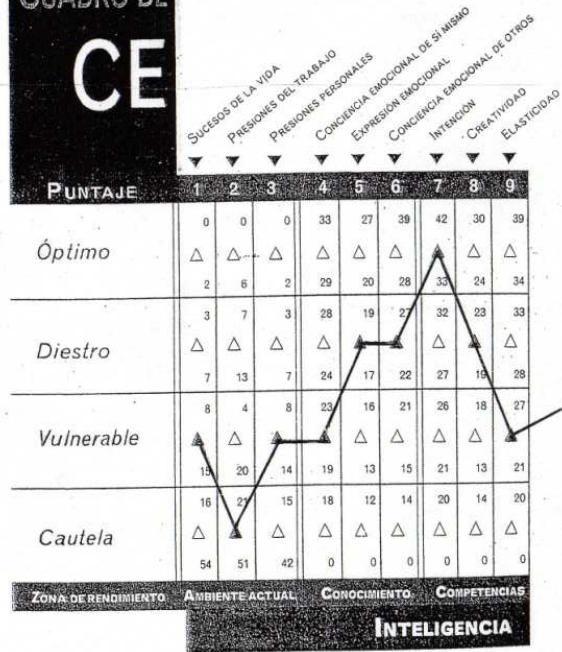 CUADRO DE
CE
SUCESOS DE LA VIDA
PRESIONES DEL TRABAJO
PRESIONES PERSONALES
CONCIENCIA EMOCIONAL DE SÍ MISMO
EXPRESIÓN EMOCIONAL
CONCIENCIA EMOCIONAL DE OTROS
INTENCIÓN
CREATIVIDAD
ELASTICIDAD
PUNTAJE 1 2 3 4 5 6 7 8 9
0 0 0 33 27 39 42 30 39
Óptimo
2 6 2 29 20 28 33 24 34
3 7 3 28 19 27 32 23 33
Diestro
7 13 7 24 17 22 27 19 28
8 4 8 23 16 21 26 18 27
Vulnerable
15 20 14 19 13 15 21 13 21
16 21 15 18 12 14 20 14 20
Cautela
54 51 42 0 0 0 0 0 0
ZONA DE RENDIMIENTO AMBIENTE ACTUAL CONOCIMIENTO COMPETENCIAS
INTELIGENCIA